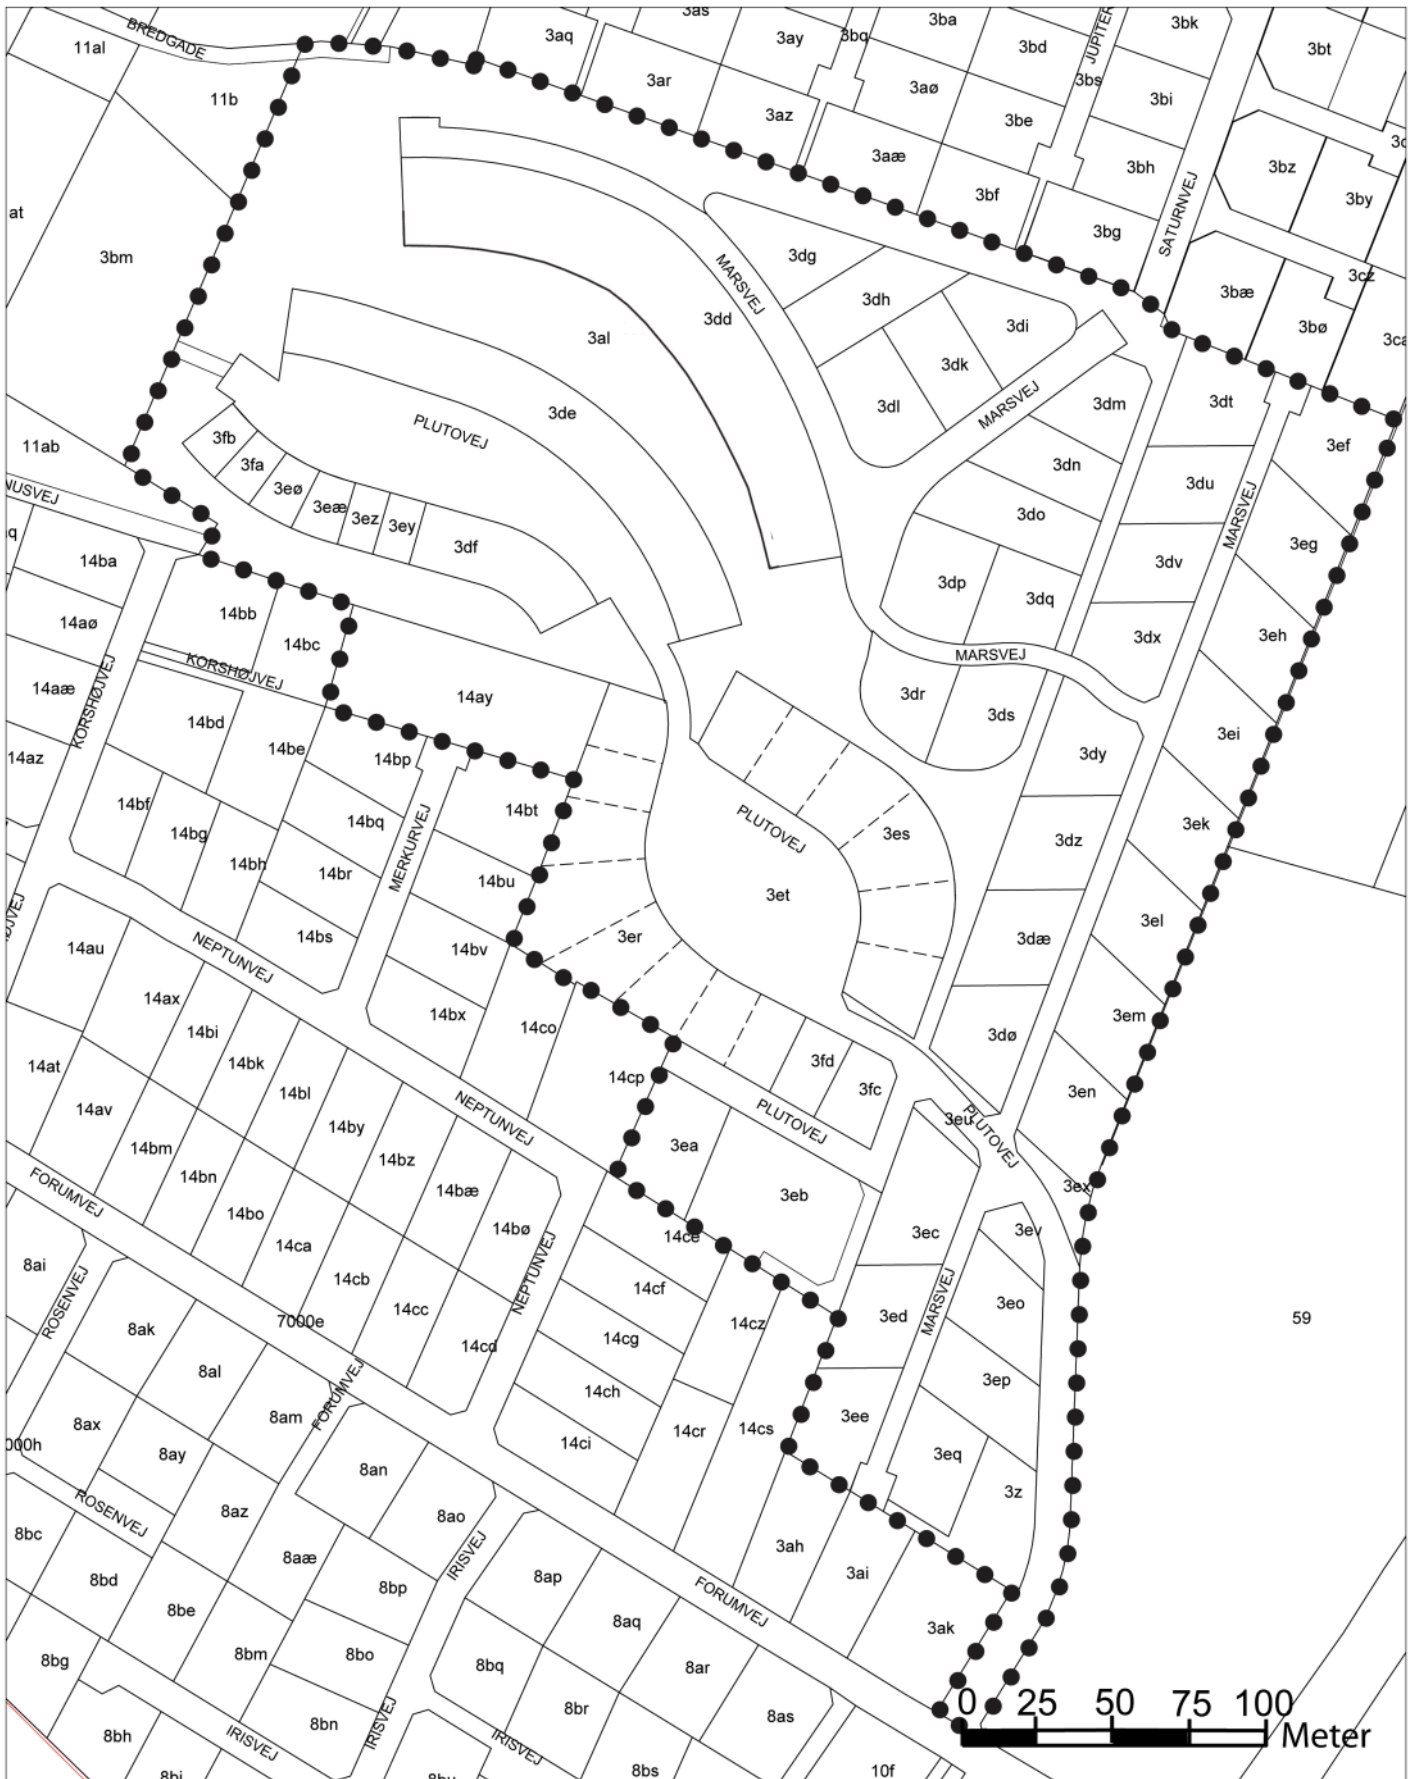 3as
3ba
3bk
BREDGADE
11al
3aq
3ay
3bq
3bd
JUPITER
3bt
3ar
3aø
3bs
3bi
11b
3az
3be
3aæ
3bh
3bz
3by
at
3bf
SATURNVEJ
3bm
3dg
3bg
MARSVEJ
3cz
3bæ
3dh
3dd
3di
3bø
3al
3dk
3dt
3de
3dl
MARSVEJ
3dm
PLUTOVEJ
3fb
3ef
11ab
3fa
3dn
3eø
3du
NUSVEJ
3eæ
3ez
3ey
3do
MARSVEJ
3df
3eg
14ba
3dv
3dp
3dq
14aø
14bb
14bc
3dx
3eh
KORSHØJVEJ
MARSVEJ
14aæ
KORSHØJVEJ
14ay
3dr
3ds
14bd
14be
14az
14bp
3dy
3ei
14bf
14bt
14bg
14bq
PLUTOVEJ
3es
3ek
MERKURVEJ
3dz
14bh
14br
14bu
3et
3el
14au
NEPTUNVEJ
14bs
14bv
3er
3dæ
14ax
14bx
14co
3em
14bi
3dø
14at
14bk
14cp
3fd
3fc
14bl
3en
14av
14by
NEPTUNVEJ
PLUTOVEJ
3eu
PLUTOVEJ
14bm
14bz
3ea
14bn
FORUMVEJ
14bæ
3eb
3ex
14bo
14bø
14ce
3ec
3ev
14ca
8ai
14cb
NEPTUNVEJ
14cf
MARSVEJ
ROSENVEJ
14cc
3eo
7000e
14cz
3ed
59
8ak
14cd
14cg
8al
FORUMVEJ
14ch
3ep
8am
8ax
14cr
14cs
3ee
000h
14ci
8ay
3eq
8an
3z
ROSENVEJ
8az
8ao
8bc
3ah
8aæ
IRISVEJ
3ai
8bd
8bp
8ap
FORUMVEJ
8be
8aq
3ak
8bm
8bo
8bg
8bq
8ar
8bn
8br
8as
0 25 50 75 100
Meter
8bh
IRISVEJ
IRISVEJ
IRISVEJ
8bs
10f